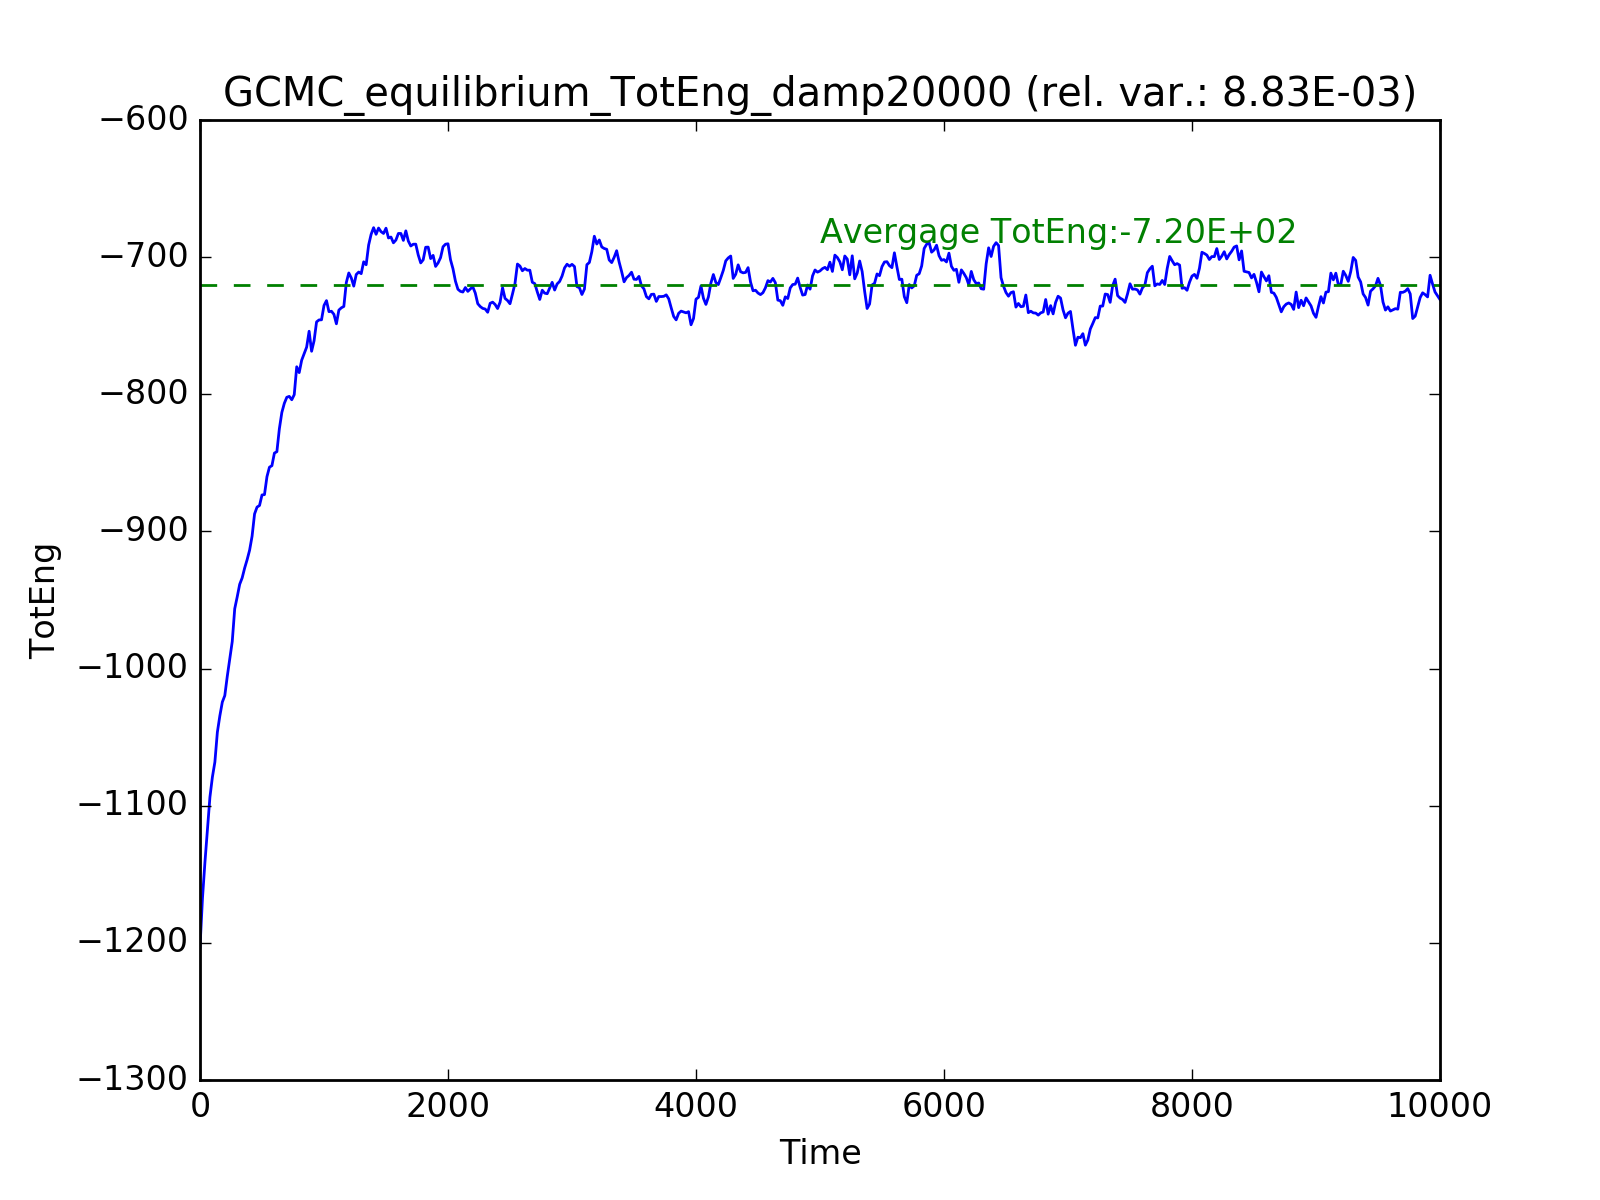 GCMC_equilibrium_TotEng_damp20000 (rel. var.: 8.83E-03)
−600
Avergage TotEng:-7.20E+02
−700
−800
−900
TotEng
−1000
−1100
−1200
−1300
0 2000 4000 6000 8000 10000
Time